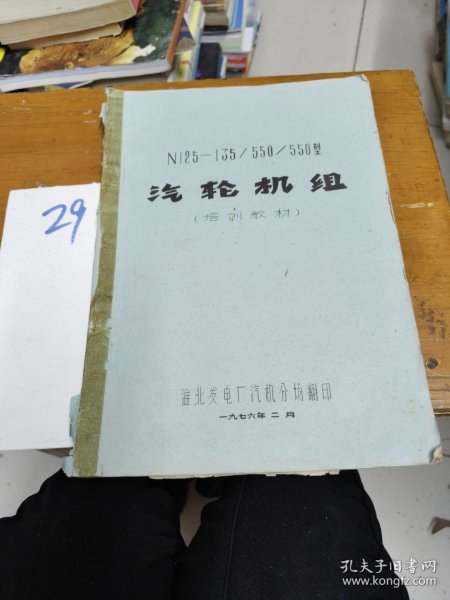 N125—135/550/550型
汽轮机组
(培训教材)
29
淮北发电厂汽机分场翻印
一九七六年二月
孔夫子旧书网
www.kongfz.com